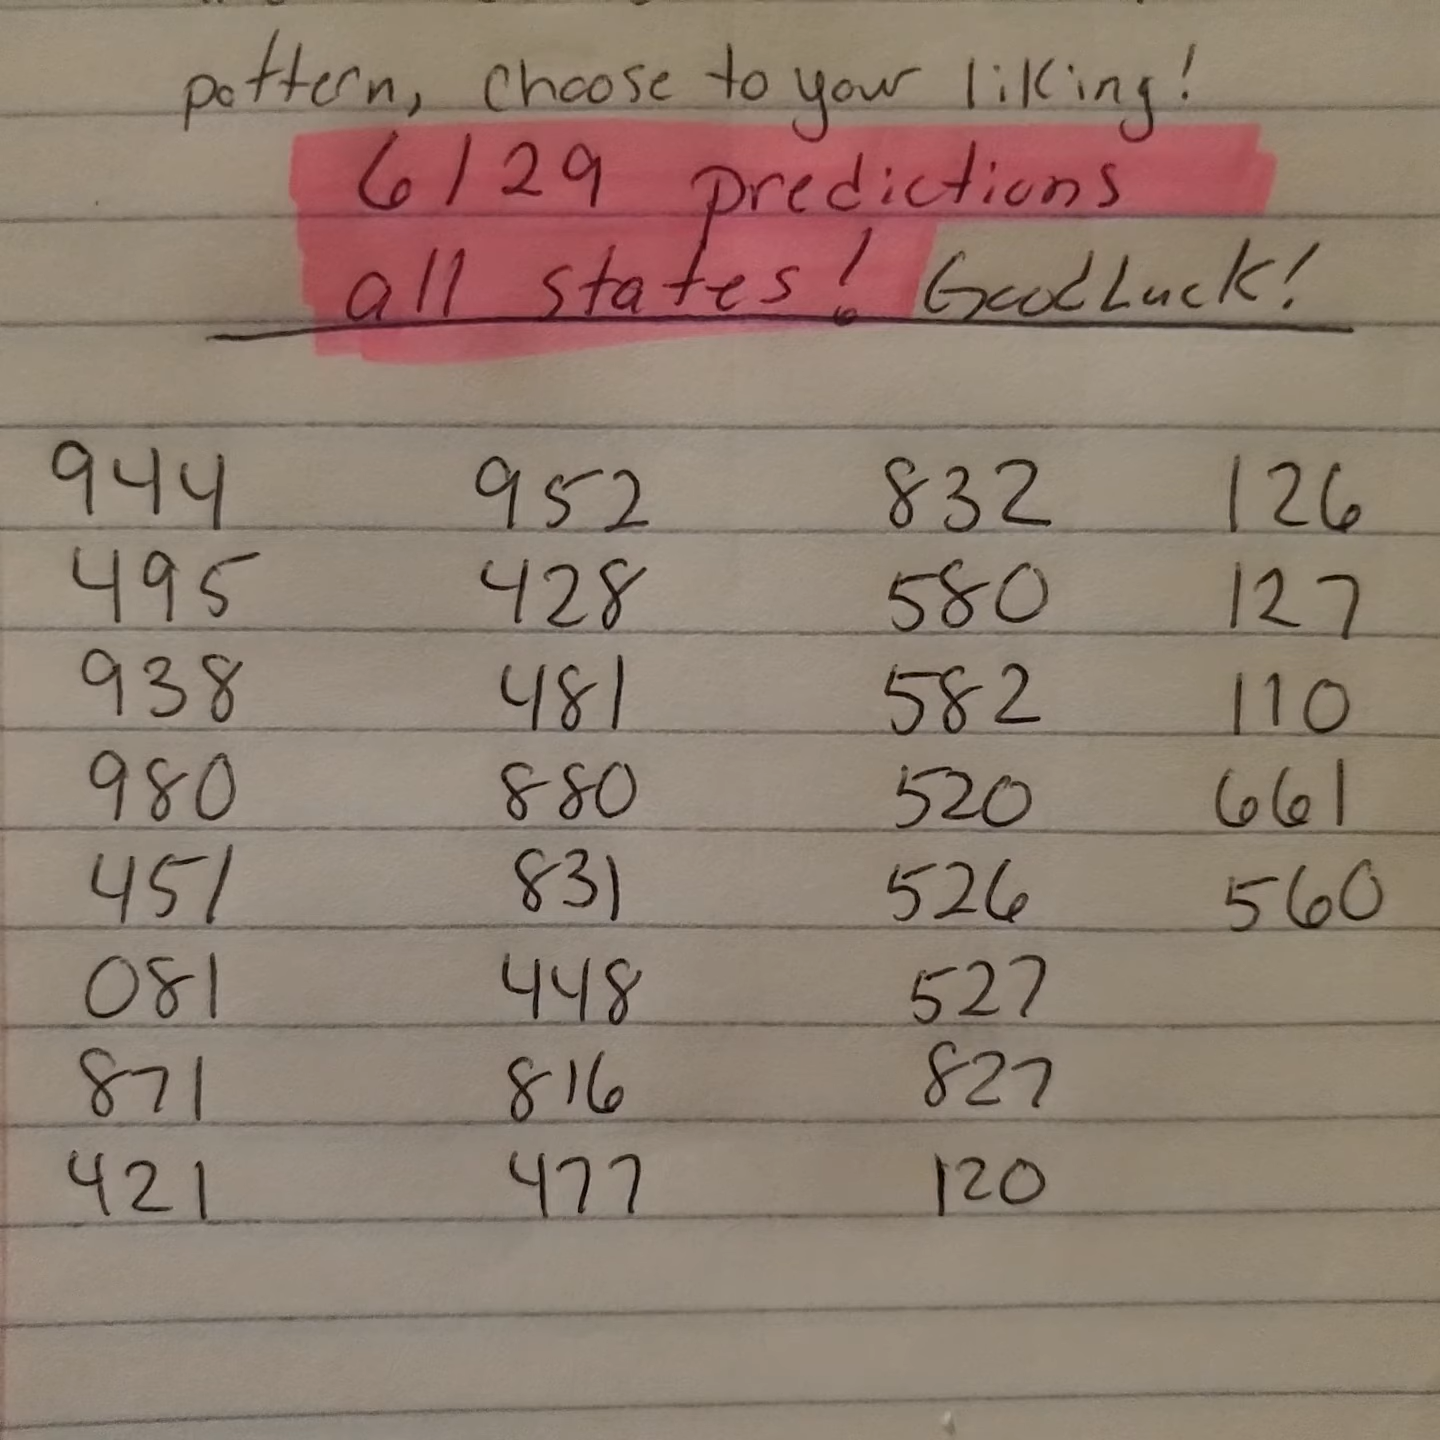 pattern, choose to your liking!
6/29 predictions
all states! Good Luck!
944 952 832 126
495 428 580 127
938 481 582 110
980 880 520 661
451 831 526 560
081 448 527
871 816 827
421 477 120